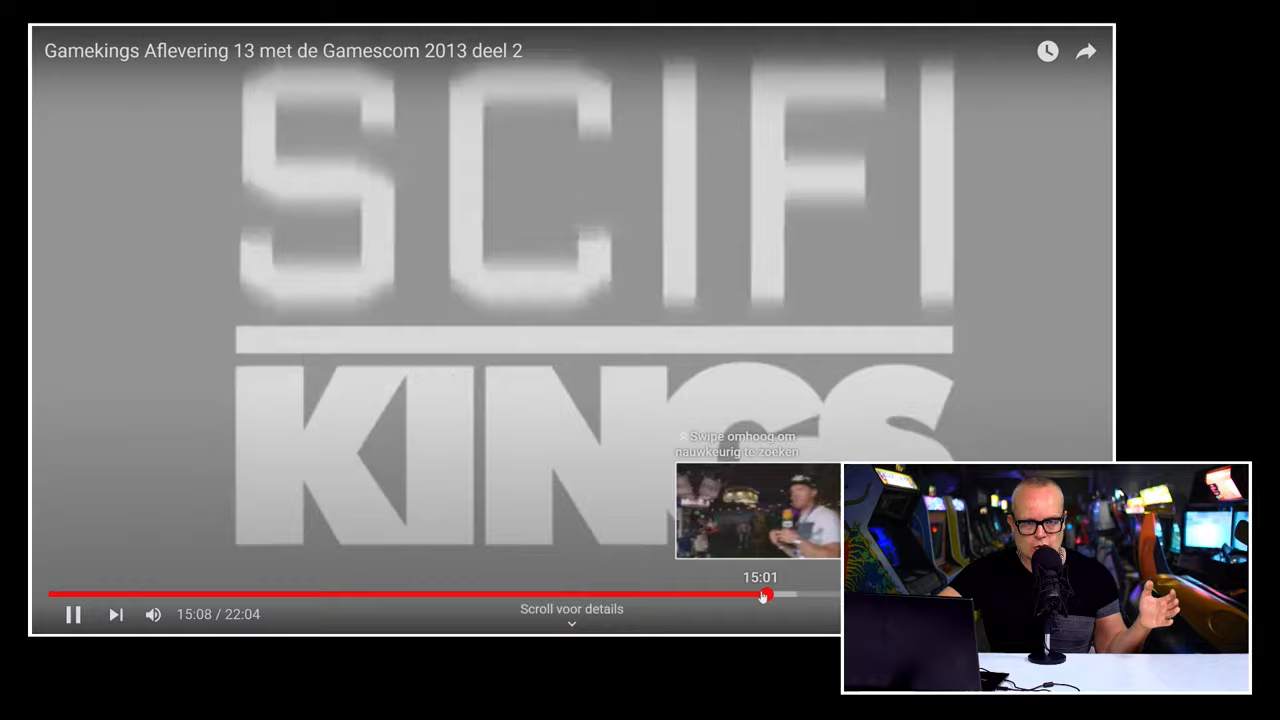 Gamekings Aflevering 13 met de Gamescom 2013 deel 2
SCIFI
KINGS
Swipe omhoog om
nauwkeurig te zoeken
15:01
15:08 / 22:04
Scroll voor details